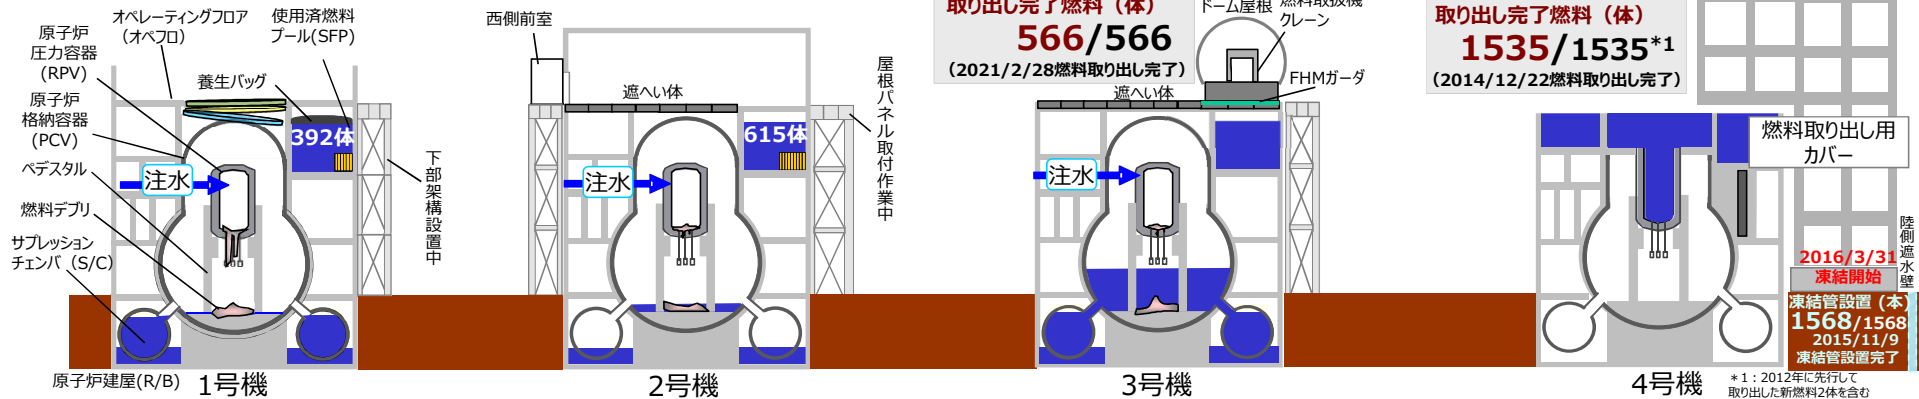 オペレーティングフロア
（オペフロ）
使用済燃料
プール(SFP)
原子炉
圧力容器
(RPV)
養生バッグ
原子炉
格納容器
(PCV)
392体
注水
ペデスタル
燃料デブリ
サプレッション
チェンバ（S/C）
下部架構設置中
原子炉建屋(R/B)
1号機
西側前室
遮へい体
615体
注水
屋根パネル取付作業中
2号機
取り出し完了燃料（体）
566/566
（2021/2/28燃料取り出し完了）
ドーム屋根
燃料取扱機
クレーン
FHMガーダ
遮へい体
注水
3号機
取り出し完了燃料（体）
1535/1535*1
（2014/12/22燃料取り出し完了）
燃料取り出し用
カバー
陸側遮水壁
2016/3/31
凍結開始
凍結管設置（本）
1568/1568
2015/11/9
凍結管設置完了
4号機
＊1：2012年に先行して
取り出した新燃料2体を含む